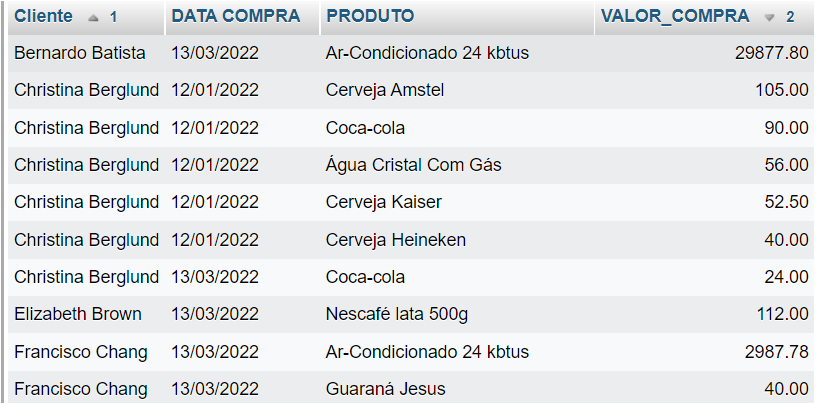 Cliente 1 DATA COMPRA PRODUTO VALOR_COMPRA 2
Bernardo Batista 13/03/2022 Ar-Condicionado 24 kbtus 29877.80
Christina Berglund 12/01/2022 Cerveja Amstel 105.00
Christina Berglund 12/01/2022 Coca-cola 90.00
Christina Berglund 12/01/2022 Água Cristal Com Gás 56.00
Christina Berglund 12/01/2022 Cerveja Kaiser 52.50
Christina Berglund 12/01/2022 Cerveja Heineken 40.00
Christina Berglund 13/03/2022 Coca-cola 24.00
Elizabeth Brown 13/03/2022 Nescafé lata 500g 112.00
Francisco Chang 13/03/2022 Ar-Condicionado 24 kbtus 2987.78
Francisco Chang 13/03/2022 Guaraná Jesus 40.00